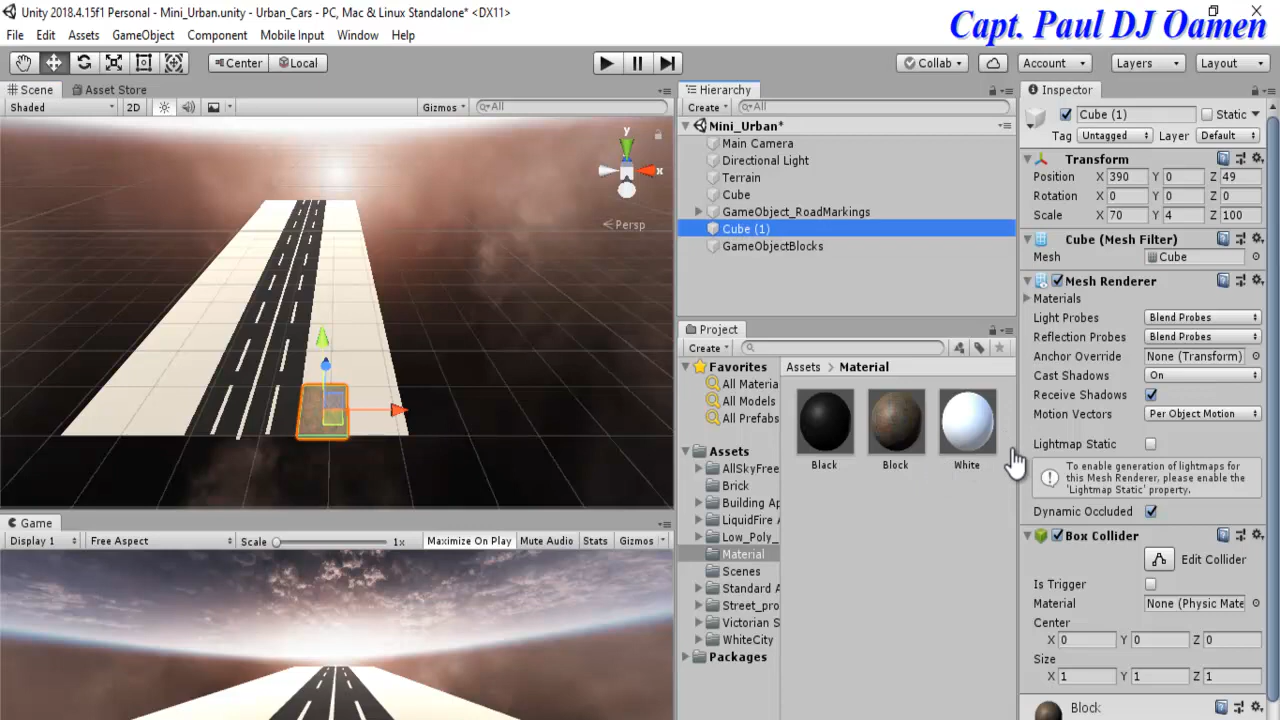 Unity 2018.4.15f1 Personal - Mini_Urban.unity - Urban_Cars - PC, Mac & Linux Standalone* <DX11>
Capt. Paul DJ Oamen
File Edit Assets GameObject Component Mobile Input Window Help
Center Local Collab Account Layers Layout
Scene Asset Store
Shaded 2D Gizmos All
y
x
Persp
Hierarchy
Create All
Mini_Urban*
Main Camera
Directional Light
Terrain
Cube
GameObject_RoadMarkings
Cube (1)
GameObjectBlocks
Project
Create
Favorites
All Materia
All Models
All Prefabs
Assets
AllSkyFree
Brick
Building Ap
LiquidFire A
Low_Poly_
Material
Scenes
Standard A
Street_pro
Victorian S
WhiteCity
Packages
Assets > Material
Black Block White
Inspector
Cube (1) Static
Tag Untagged Layer Default
Transform
Position X 390 Y 0 Z 49
Rotation X 0 Y 0 Z 0
Scale X 70 Y 4 Z 100
Cube (Mesh Filter)
Mesh Cube
Mesh Renderer
Materials
Light Probes Blend Probes
Reflection Probes Blend Probes
Anchor Override None (Transform)
Cast Shadows On
Receive Shadows
Motion Vectors Per Object Motion
Lightmap Static
To enable generation of lightmaps for
this Mesh Renderer, please enable the
'Lightmap Static' property.
Dynamic Occluded
Box Collider
Edit Collider
Is Trigger
Material None (Physic Mate
Center
X 0 Y 0 Z 0
Size
X 1 Y 1 Z 1
Block
Game
Display 1 Free Aspect Scale 1x Maximize On Play Mute Audio Stats Gizmos